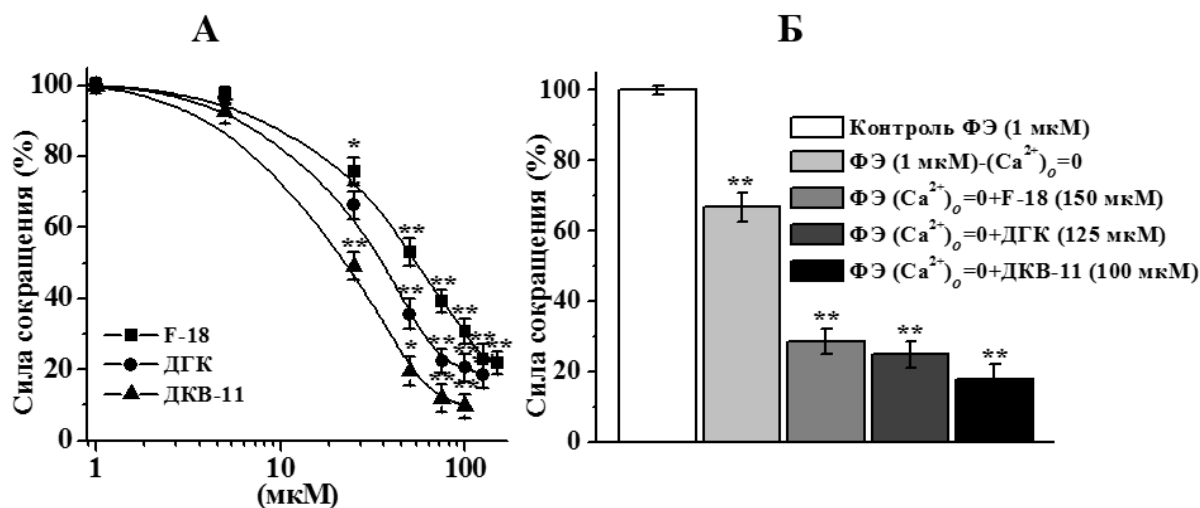 А
Сила сокращения (%)
100
80
60
40
20
0
*
**
**
**
**
**
**
**
**
**
**
**
*
**
**
F-18
ДГК
ДКВ-11
1
10
100
(мкМ)
Б
Сила сокращения (%)
100
80
60
40
20
0
**
**
**
**
Контроль ФЭ (1 мкМ)
ФЭ (1 мкМ)-(Ca²⁺)ₒ=0
ФЭ (Ca²⁺)ₒ=0+F-18 (150 мкМ)
ФЭ (Ca²⁺)ₒ=0+ДГК (125 мкМ)
ФЭ (Ca²⁺)ₒ=0+ДКВ-11 (100 мкМ)